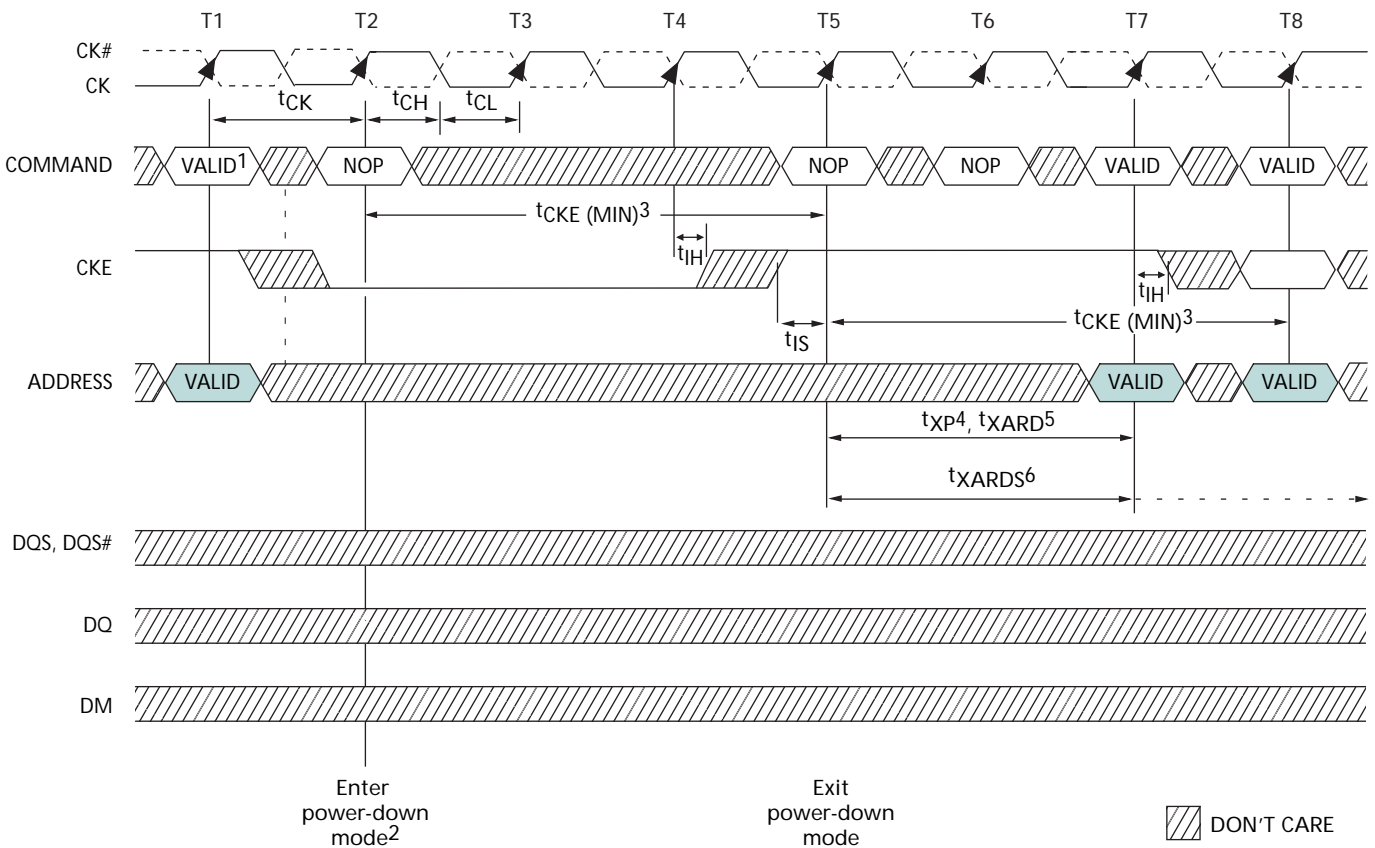 T1 T2 T3 T4 T5 T6 T7 T8
CK#
CK
tCK tCH tCL
COMMAND VALID1 NOP NOP NOP VALID VALID
tCKE (MIN)3
CKE
tIH
tIH
tIS
tCKE (MIN)3
ADDRESS VALID VALID VALID
tXP4, tXARD5
tXARDS6
DQS, DQS#
DQ
DM
Enter
power-down
mode2
Exit
power-down
mode
DON'T CARE